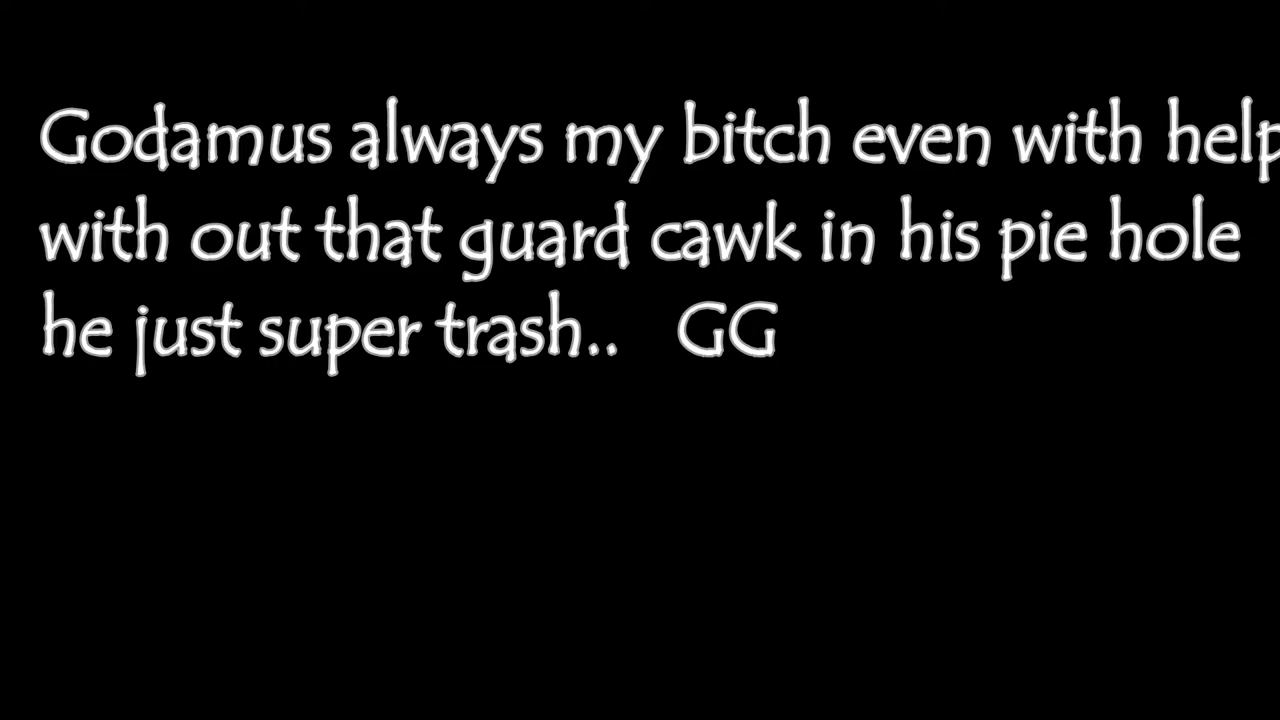 Godamus always my bitch even with help
with out that guard cawk in his pie hole
he just super trash.. GG